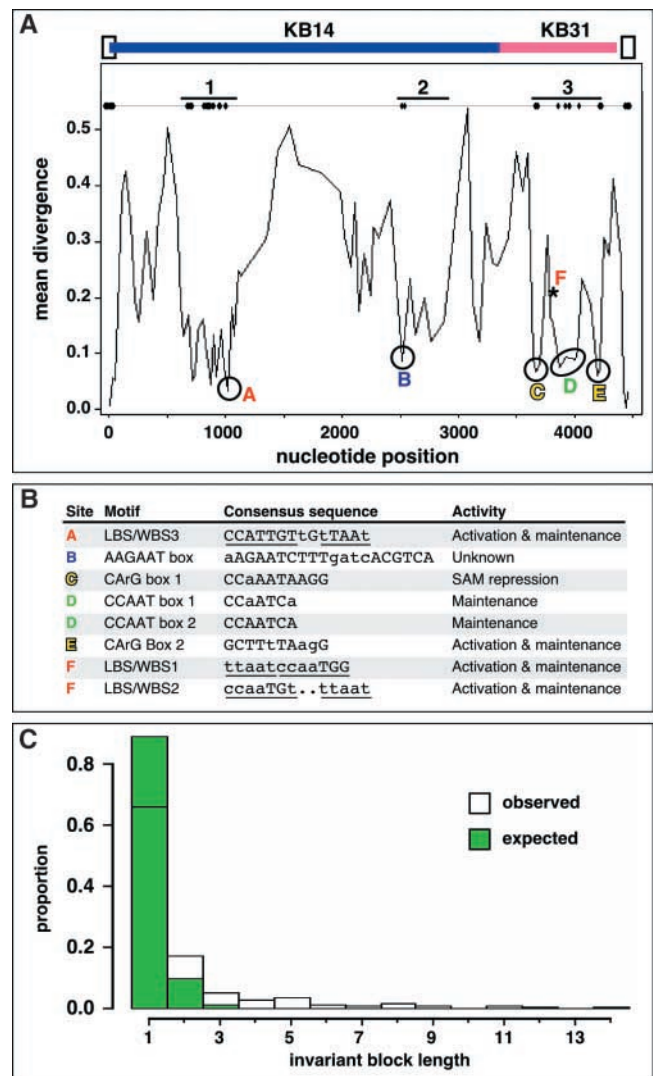 A
KB14 KB31
1 2 3
0.5
0.4
0.3
0.2
0.1
0.0
mean divergence
F
*
A
B
C
D
E
0 1000 2000 3000 4000
nucleotide position
B
Site Motif Consensus sequence Activity
A LBS/WBS3 CCATTGTtGtTAAt Activation & maintenance
B AAGAAT box aAGAATCTTTgatcACGTCA Unknown
C CArG box 1 CCaAATAAGG SAM repression
D CCAAT box 1 CCaATCa Maintenance
D CCAAT box 2 CCAATCA Maintenance
E CArG Box 2 GCTTtTAagG Activation & maintenance
F LBS/WBS1 ttaatccaaTGG Activation & maintenance
F LBS/WBS2 ccaaTGt..ttaat Activation & maintenance
C
0.8
0.6
0.4
0.2
0.0
proportion
observed
expected
1 3 5 7 9 11 13
invariant block length